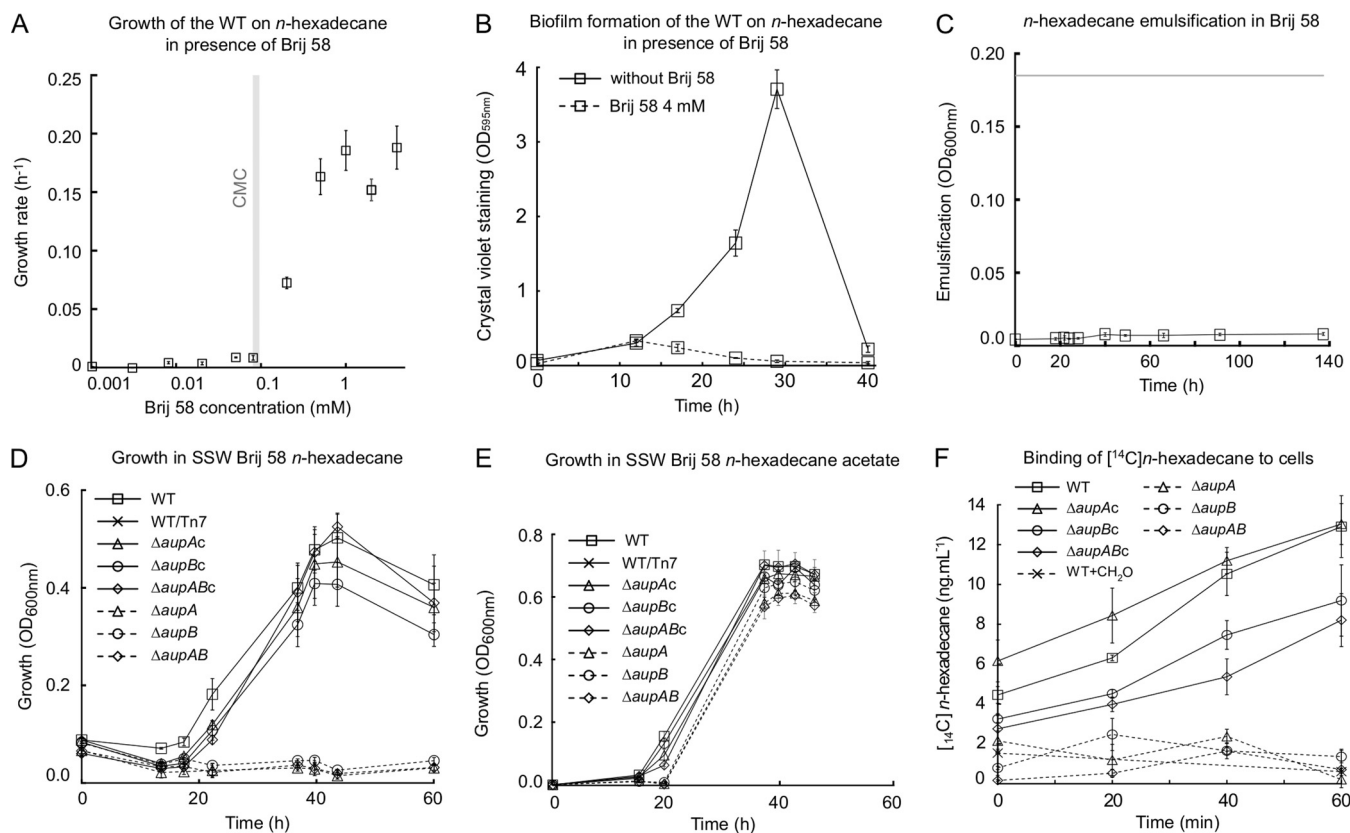 A
Growth of the WT on n-hexadecane
in presence of Brij 58
0.25
0.20
0.15
0.10
0.05
0
Growth rate (h-1)
CMC
0.001
0.01
0.1
1
Brij 58 concentration (mM)
B
Biofilm formation of the WT on n-hexadecane
in presence of Brij 58
without Brij 58
Brij 58 4 mM
4
3
2
1
0
Crystal violet staining (OD595nm)
0
10
20
30
40
Time (h)
C
n-hexadecane emulsification in Brij 58
0.20
0.15
0.10
0.05
0.0
Emulsification (OD600nm)
0
20
60
100
140
Time (h)
D
Growth in SSW Brij 58 n-hexadecane
WT
WT/Tn7
ΔaupAc
ΔaupBc
ΔaupABc
ΔaupA
ΔaupB
ΔaupAB
0.6
0.4
0.2
0.0
Growth (OD600nm)
0
20
40
60
Time (h)
E
Growth in SSW Brij 58 n-hexadecane acetate
WT
WT/Tn7
ΔaupAc
ΔaupBc
ΔaupABc
ΔaupA
ΔaupB
ΔaupAB
0.8
0.6
0.4
0.2
0.0
Growth (OD600nm)
0
20
40
60
Time (h)
F
Binding of [14C]n-hexadecane to cells
WT
ΔaupAc
ΔaupBc
ΔaupABc
WT+CH2O
ΔaupA
ΔaupB
ΔaupAB
14
12
10
8
6
4
2
0
[14C] n-hexadecane (ng.mL-1)
0
20
40
60
Time (min)